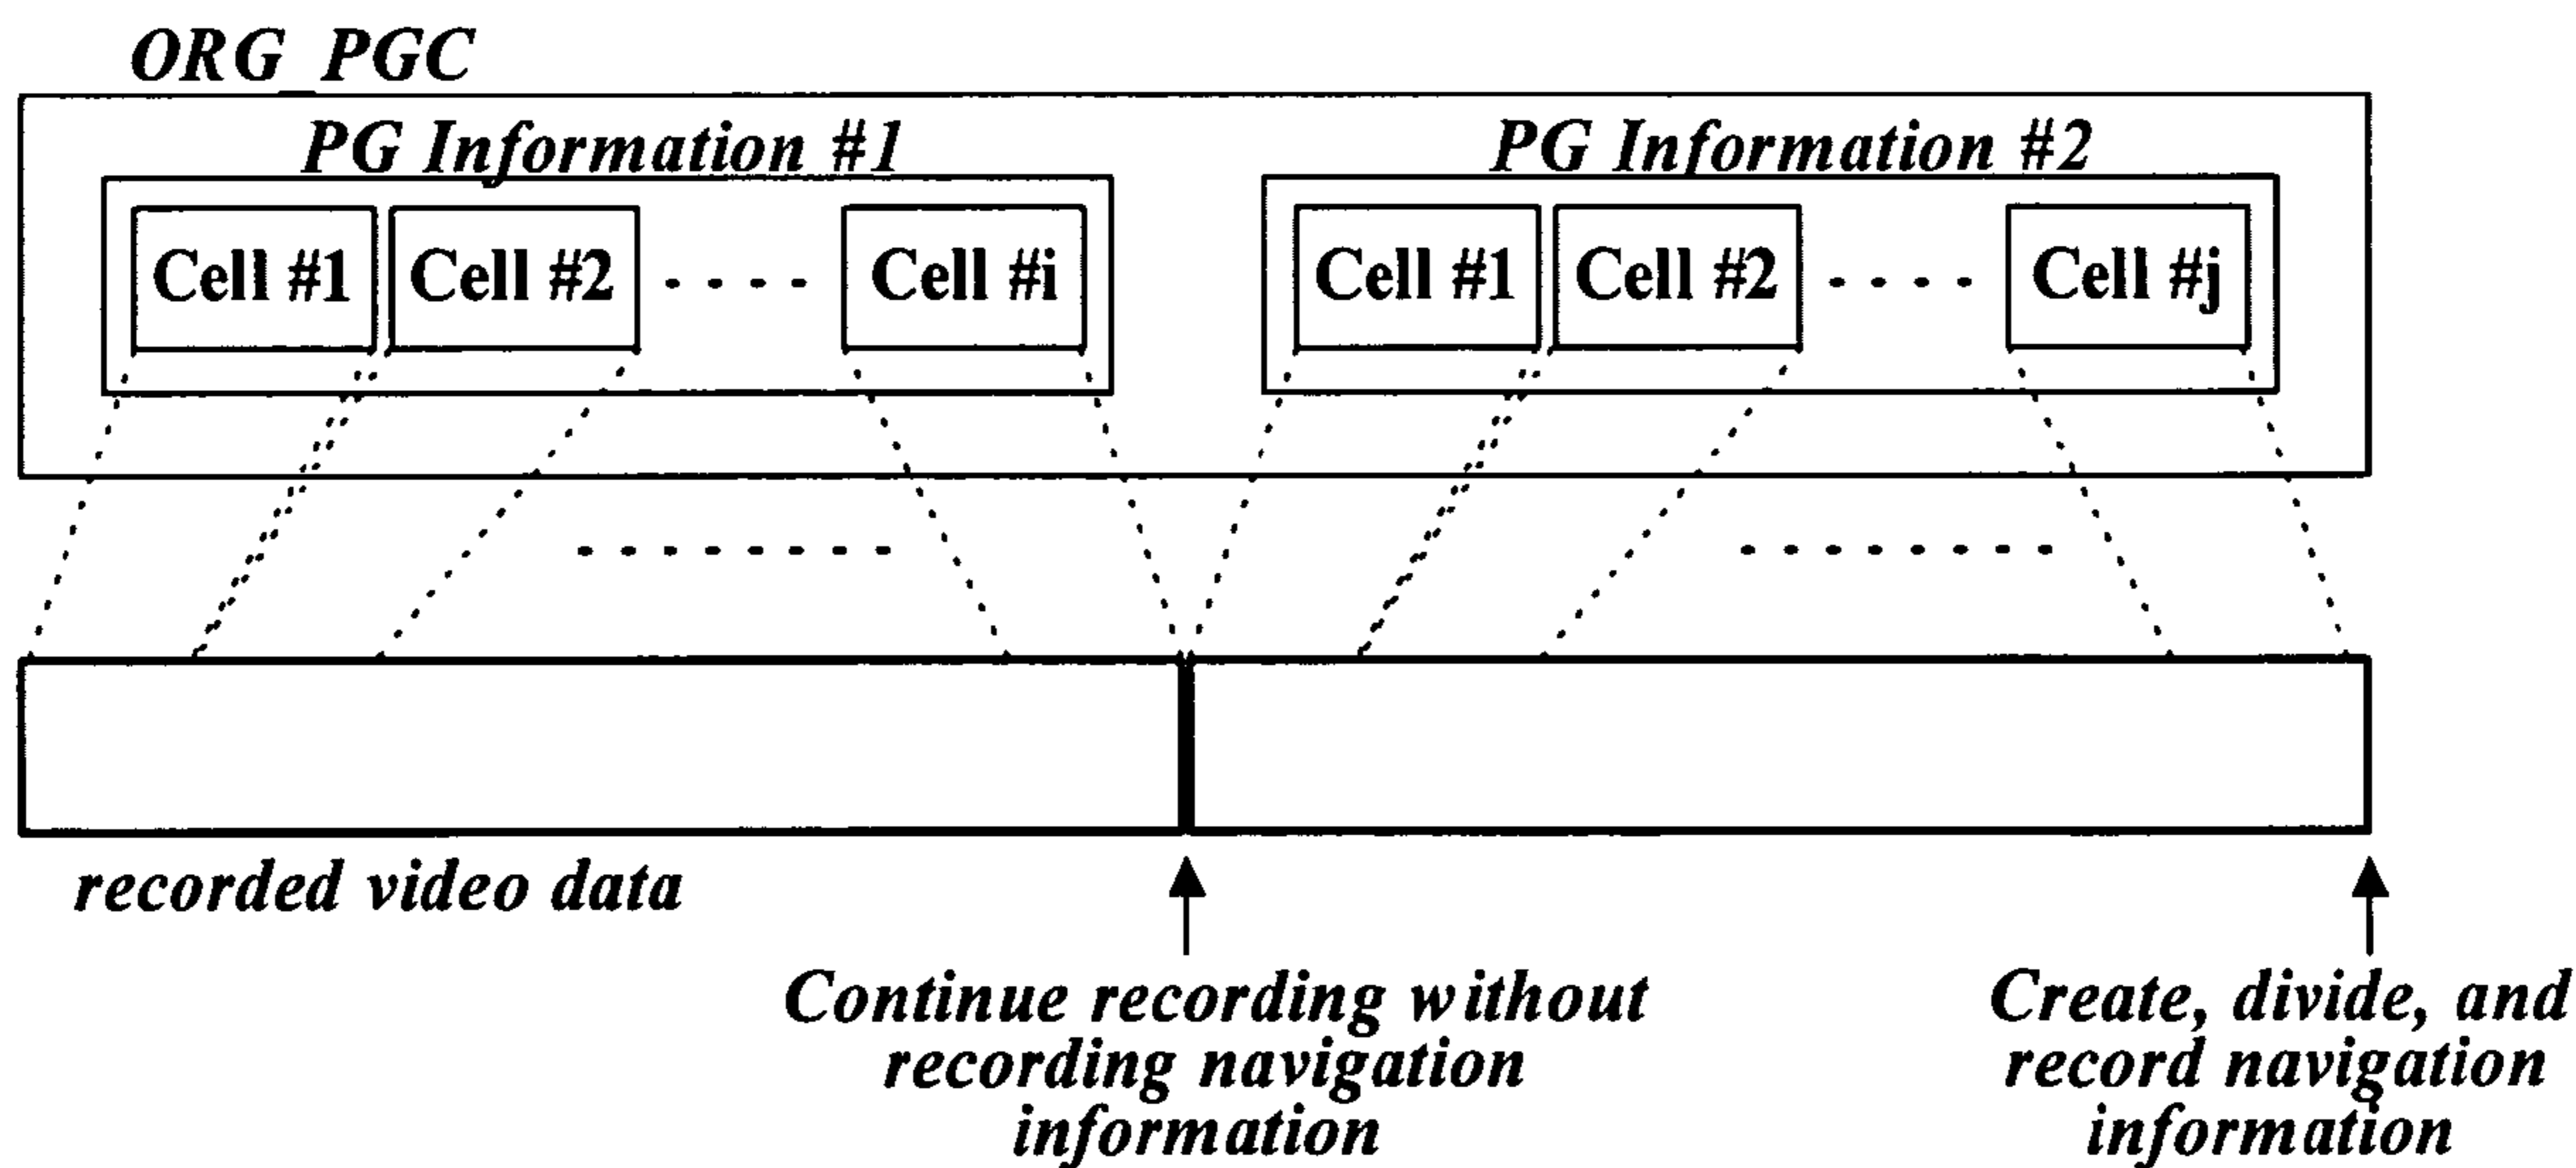 ORG_PGC
PG Information #1
PG Information #2
Cell #1
Cell #2
Cell #i
Cell #1
Cell #2
Cell #j
recorded video data
Continue recording without
recording navigation
information
Create, divide, and
record navigation
information